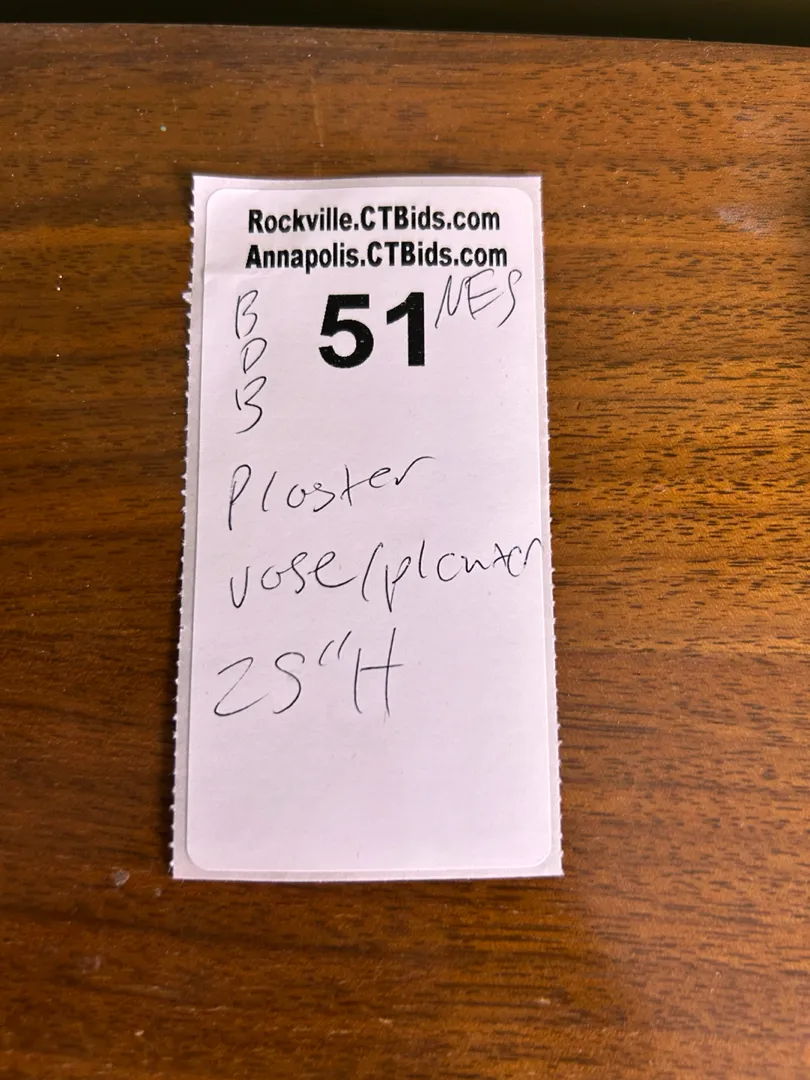 Rockville.CTBids.com
Annapolis.CTBids.com
51
NES
B
D
B
Plaster
vase/planter
25"H